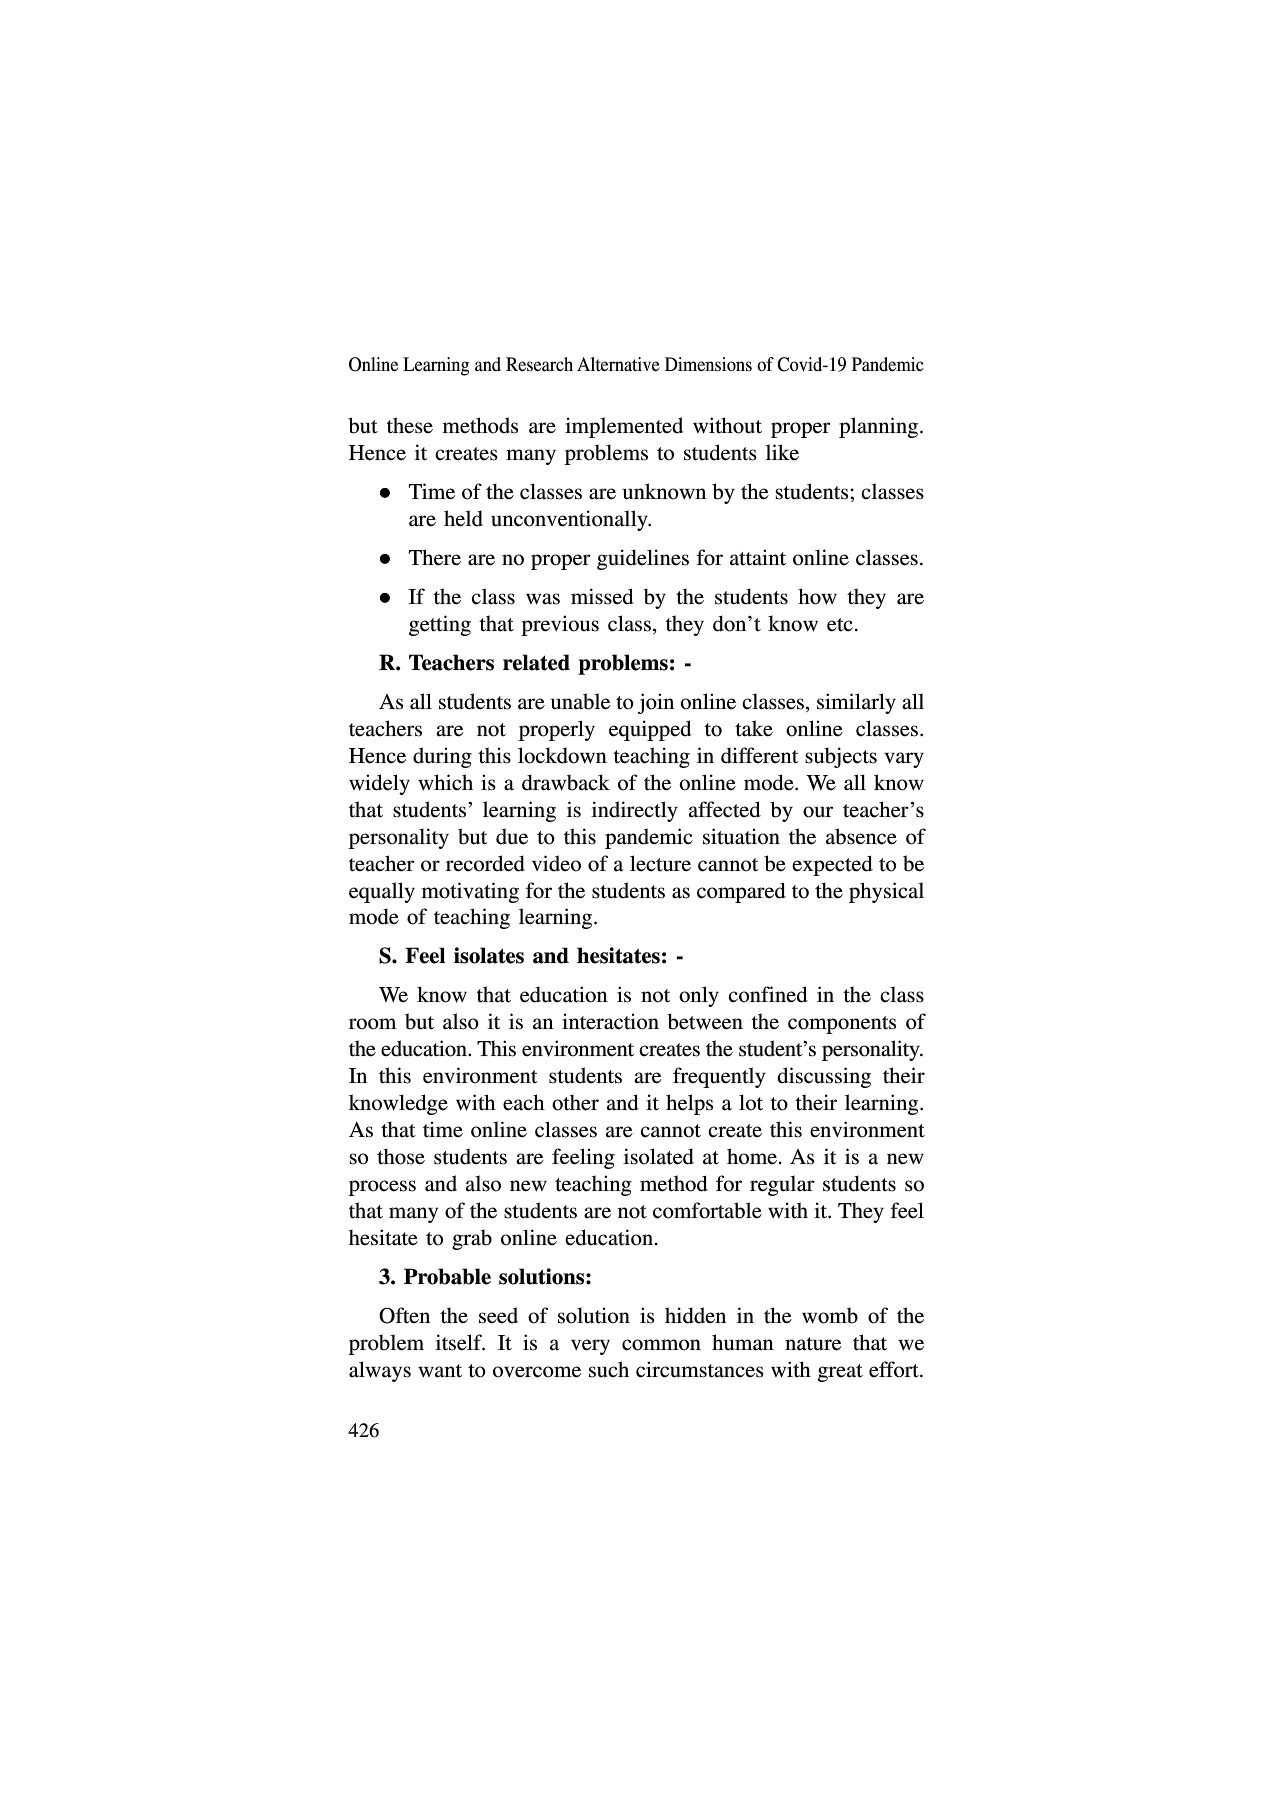 Online Learning and Research Alternative Dimensions of Covid-19 Pandemic
but these methods are implemented without proper planning.
Hence it creates many problems to students like
● Time of the classes are unknown by the students; classes
are held unconventionally.
● There are no proper guidelines for attaint online classes.
● If the class was missed by the students how they are
getting that previous class, they don’t know etc.
R. Teachers related problems: -
As all students are unable to join online classes, similarly all
teachers are not properly equipped to take online classes.
Hence during this lockdown teaching in different subjects vary
widely which is a drawback of the online mode. We all know
that students’ learning is indirectly affected by our teacher’s
personality but due to this pandemic situation the absence of
teacher or recorded video of a lecture cannot be expected to be
equally motivating for the students as compared to the physical
mode of teaching learning.
S. Feel isolates and hesitates: -
We know that education is not only confined in the class
room but also it is an interaction between the components of
the education. This environment creates the student’s personality.
In this environment students are frequently discussing their
knowledge with each other and it helps a lot to their learning.
As that time online classes are cannot create this environment
so those students are feeling isolated at home. As it is a new
process and also new teaching method for regular students so
that many of the students are not comfortable with it. They feel
hesitate to grab online education.
3. Probable solutions:
Often the seed of solution is hidden in the womb of the
problem itself. It is a very common human nature that we
always want to overcome such circumstances with great effort.
426